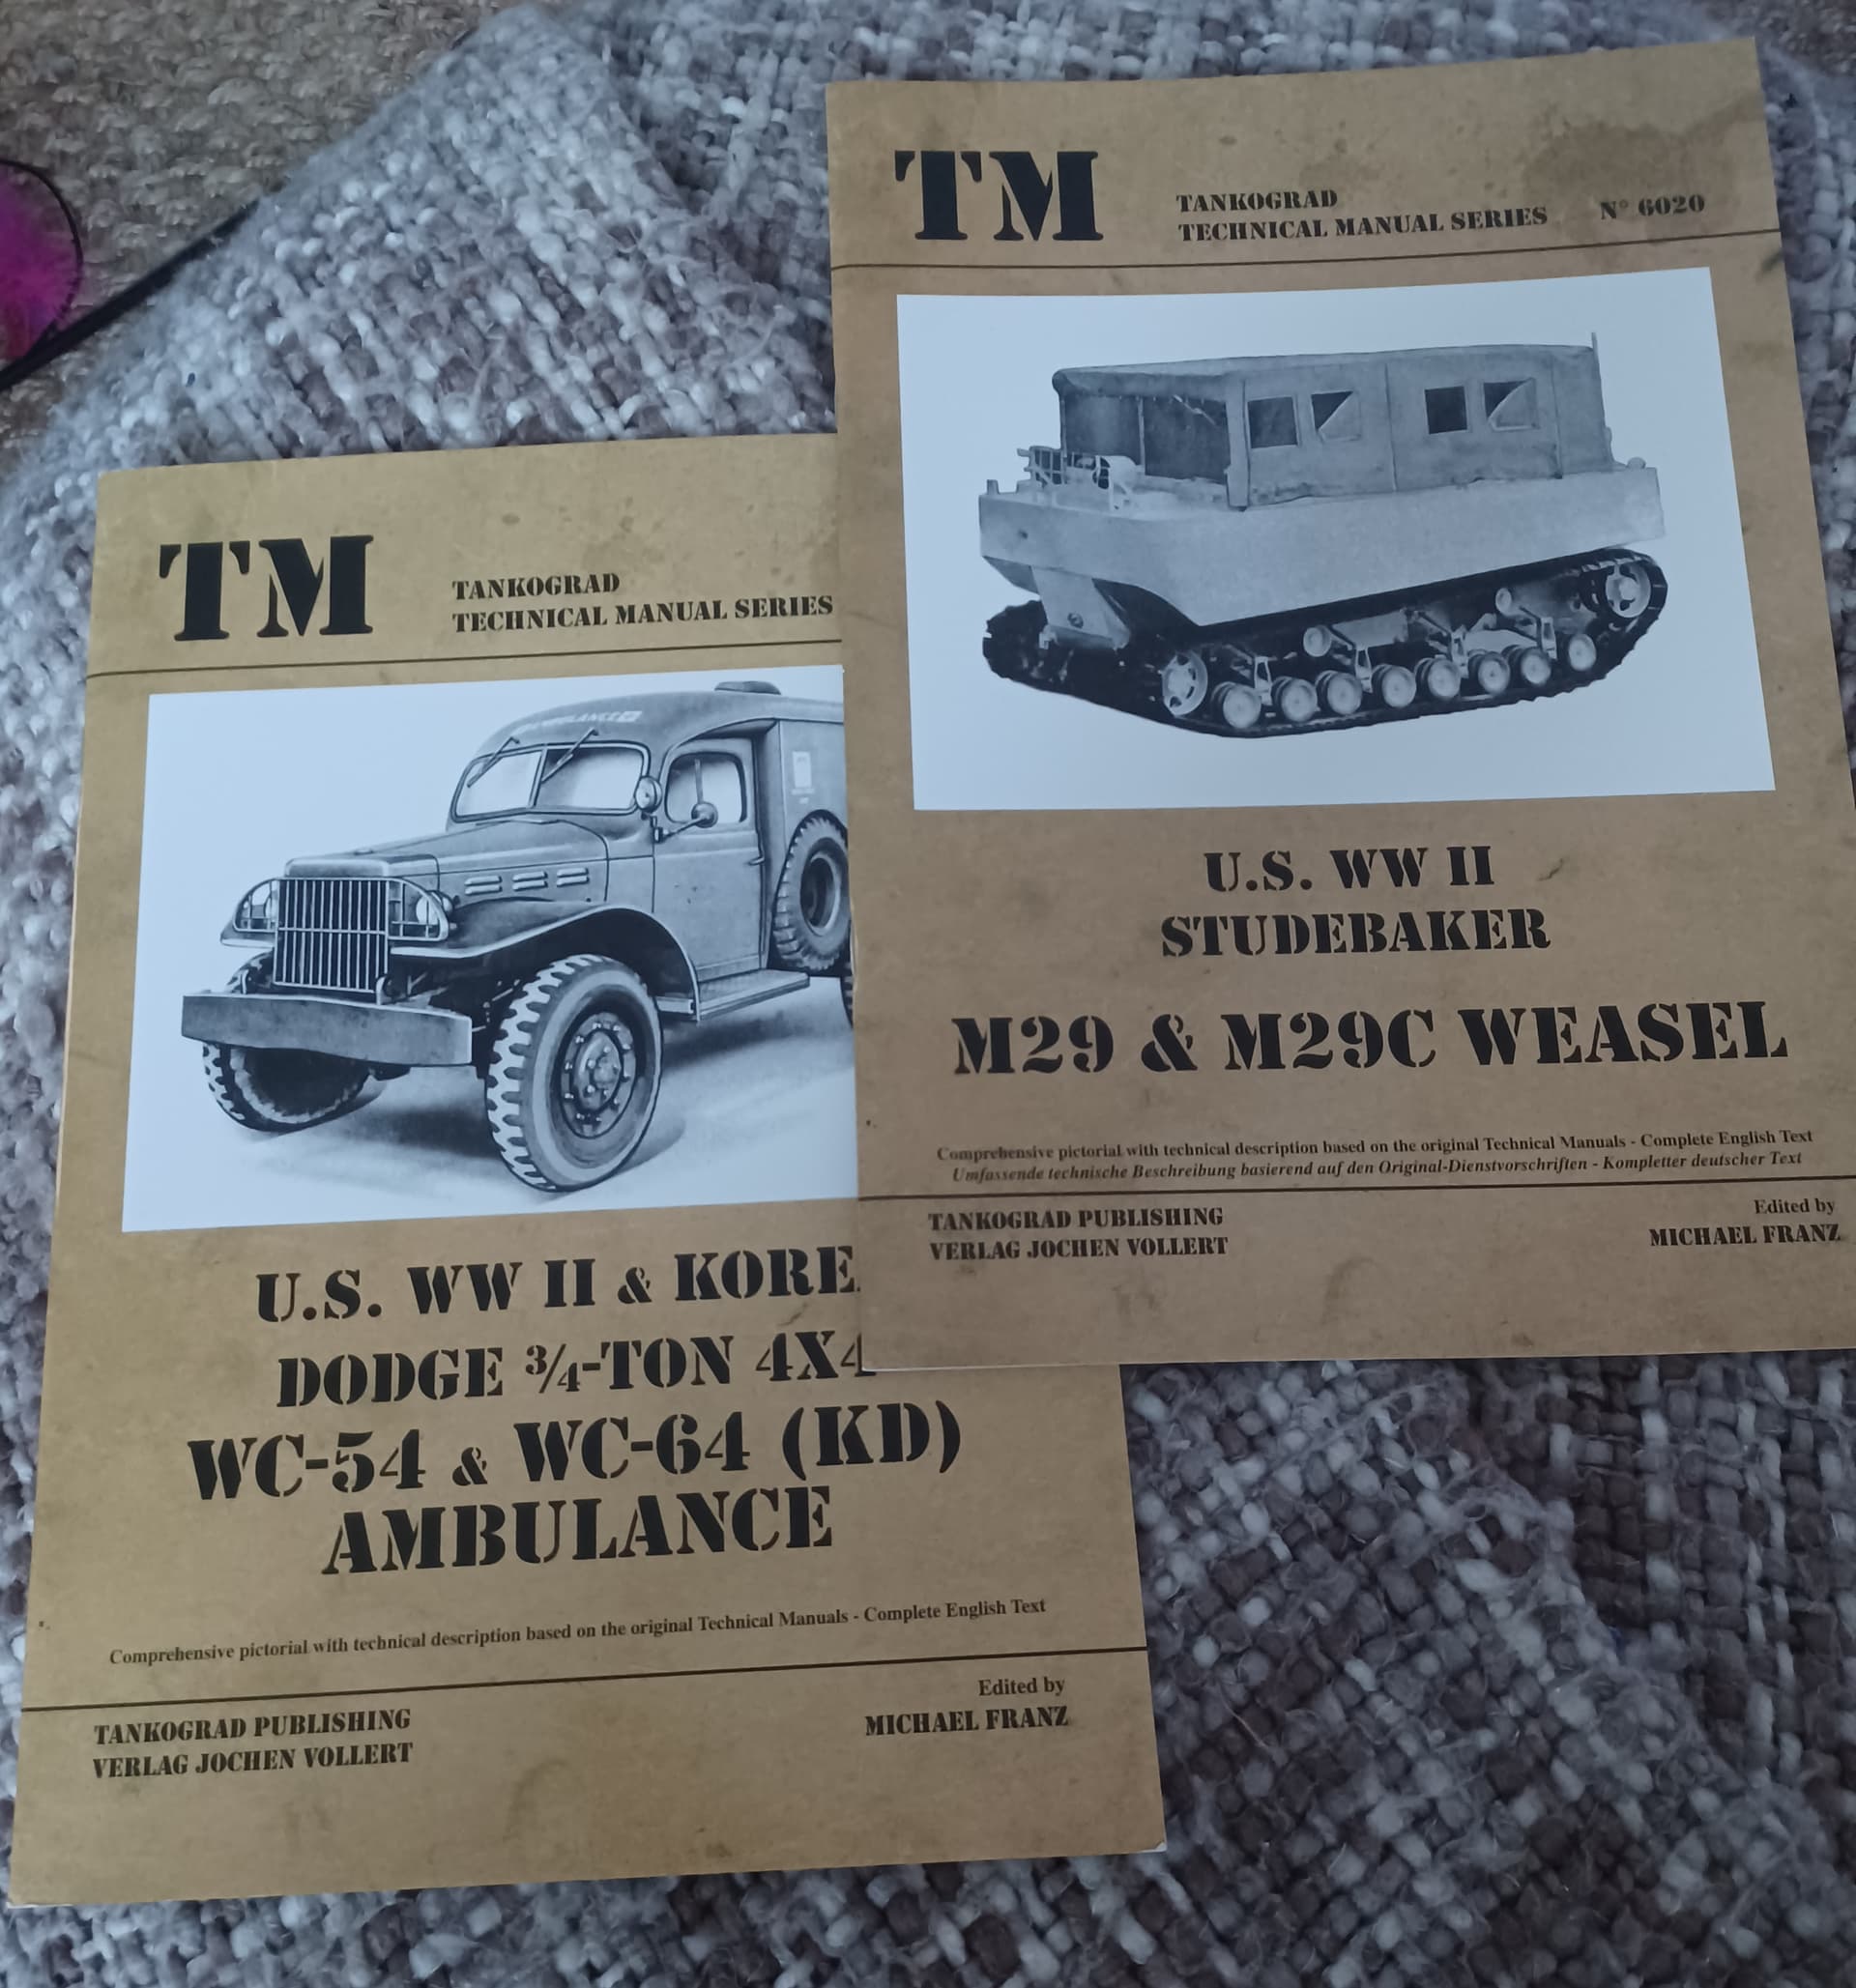 TM
TANKOGRAD
TECHNICAL MANUAL SERIES
N° 6020
U.S. WW II
STUDEBAKER
M29 & M29C WEASEL
Comprehensive pictorial with technical description based on the original Technical Manuals - Complete English Text
Umfassende technische Beschreibung basierend auf den Original-Dienstvorschriften - Kompletter deutscher Text
TANKOGRAD PUBLISHING
VERLAG JOCHEN VOLLERT
Edited by
MICHAEL FRANZ
TM
TANKOGRAD
TECHNICAL MANUAL SERIES
AMBULANCE
U.S. WW II & KORE
DODGE ¾-TON 4X4
WC-54 & WC-64 (KD)
AMBULANCE
Comprehensive pictorial with technical description based on the original Technical Manuals - Complete English Text
TANKOGRAD PUBLISHING
VERLAG JOCHEN VOLLERT
Edited by
MICHAEL FRANZ